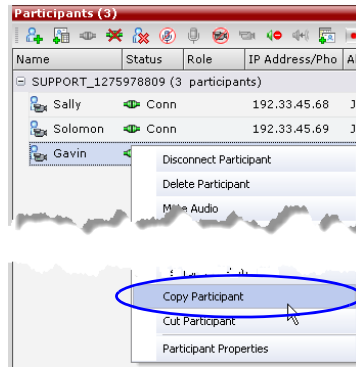 Participants (3)
Name Status Role IP Address/Pho
SUPPORT_1275978809 (3 participants)
Sally Conn 192.33.45.68
Solomon Conn 192.33.45.69
Gavin
Disconnect Participant
Delete Participant
Mute Audio
Copy Participant
Cut Participant
Participant Properties